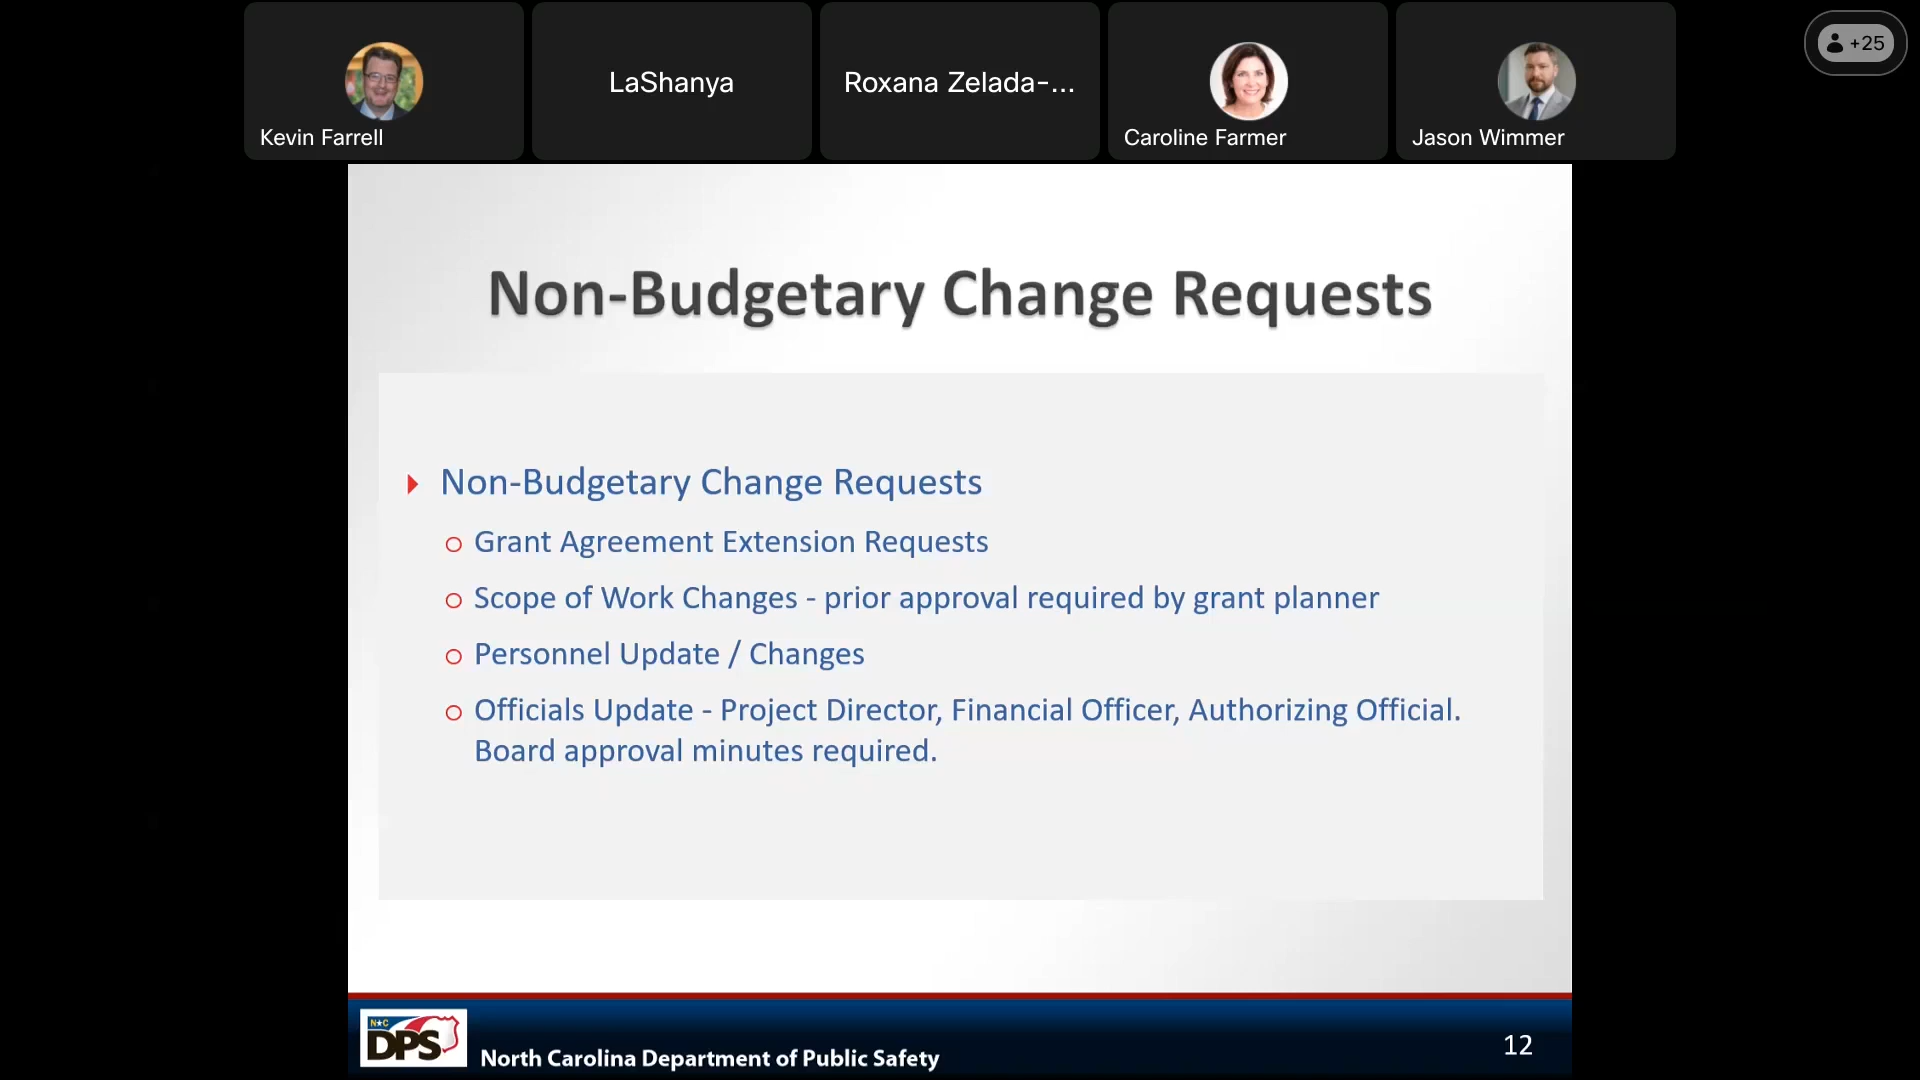 Kevin Farrell
LaShanya
Roxana Zelada-...
Caroline Farmer
Jason Wimmer
+25
Non-Budgetary Change Requests
Non-Budgetary Change Requests
Grant Agreement Extension Requests
Scope of Work Changes - prior approval required by grant planner
Personnel Update / Changes
Officials Update - Project Director, Financial Officer, Authorizing Official.
Board approval minutes required.
N★C
DPS
North Carolina Department of Public Safety
12